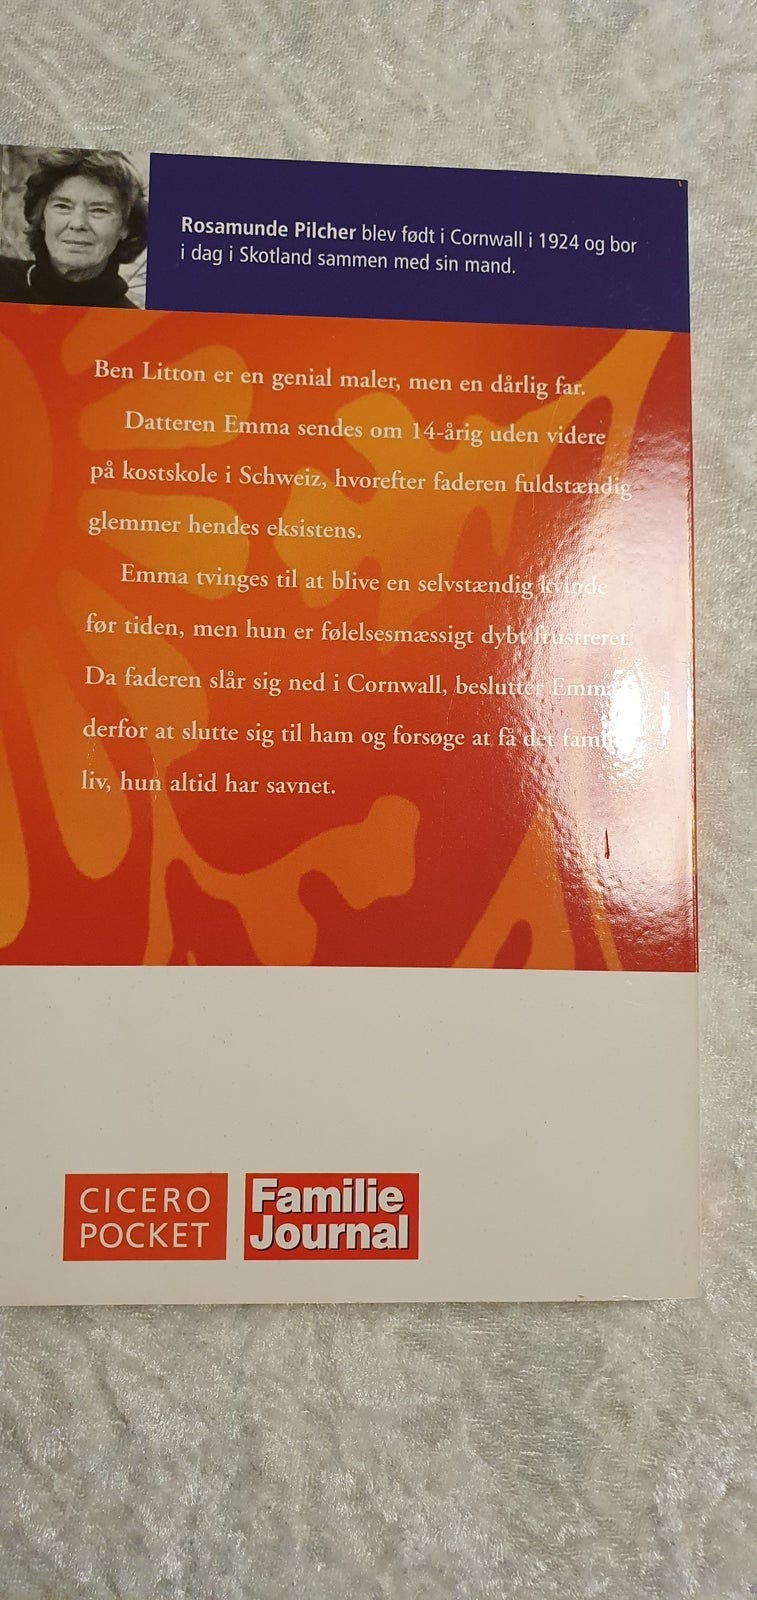 Rosamunde Pilcher blev født i Cornwall i 1924 og bor
i dag i Skotland sammen med sin mand.
Ben Litton er en genial maler, men en dårlig far.
Datteren Emma sendes om 14-årig uden videre
på kostskole i Schweiz, hvorefter faderen fuldstændig
glemmer hendes eksistens.
Emma tvinges til at blive en selvstændig kvinde
før tiden, men hun er følelsesmæssigt dybt frustreret.
Da faderen slår sig ned i Cornwall, beslutter Emma
derfor at slutte sig til ham og forsøge at få det
liv, hun altid har savnet.
CICERO
POCKET
Familie
Journal